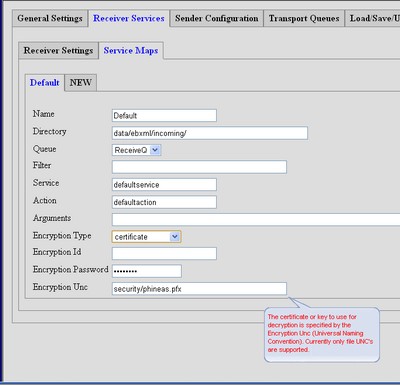 General Settings Receiver Services Sender Configuration Transport Queues Load/Save/U
Receiver Settings Service Maps
Default NEW
Name Default
Directory data/ebxml/incoming/
Queue ReceiveQ
Filter
Service defaultservice
Action defaultaction
Arguments
Encryption Type certificate
Encryption Id
Encryption Password ••••••••
Encryption Unc security/phineas.pfx
The certificate or key to use for
decryption is specified by the
Encryption Unc (Universal Naming
Convention). Currently only file UNC's
are supported.